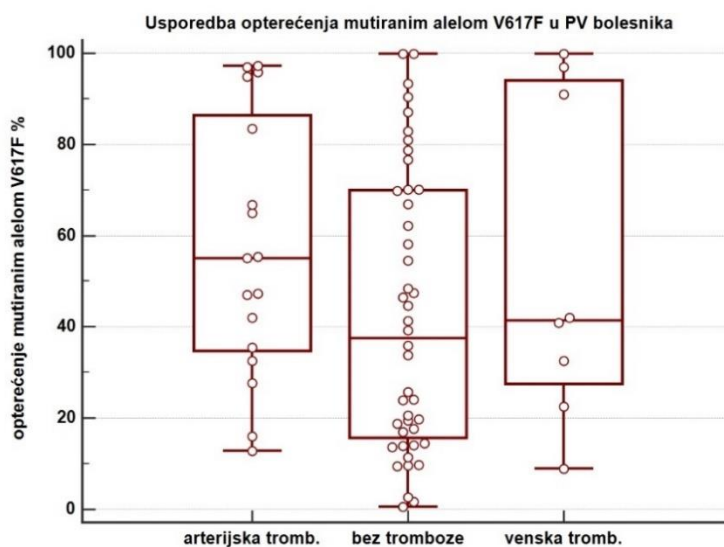 Usporedba opterećenja mutiranim alelom V617F u PV bolesnika
opterećenje mutiranim alelom V617F %
100
80
60
40
20
0
arterijska tromb. bez tromboze venska tromb.